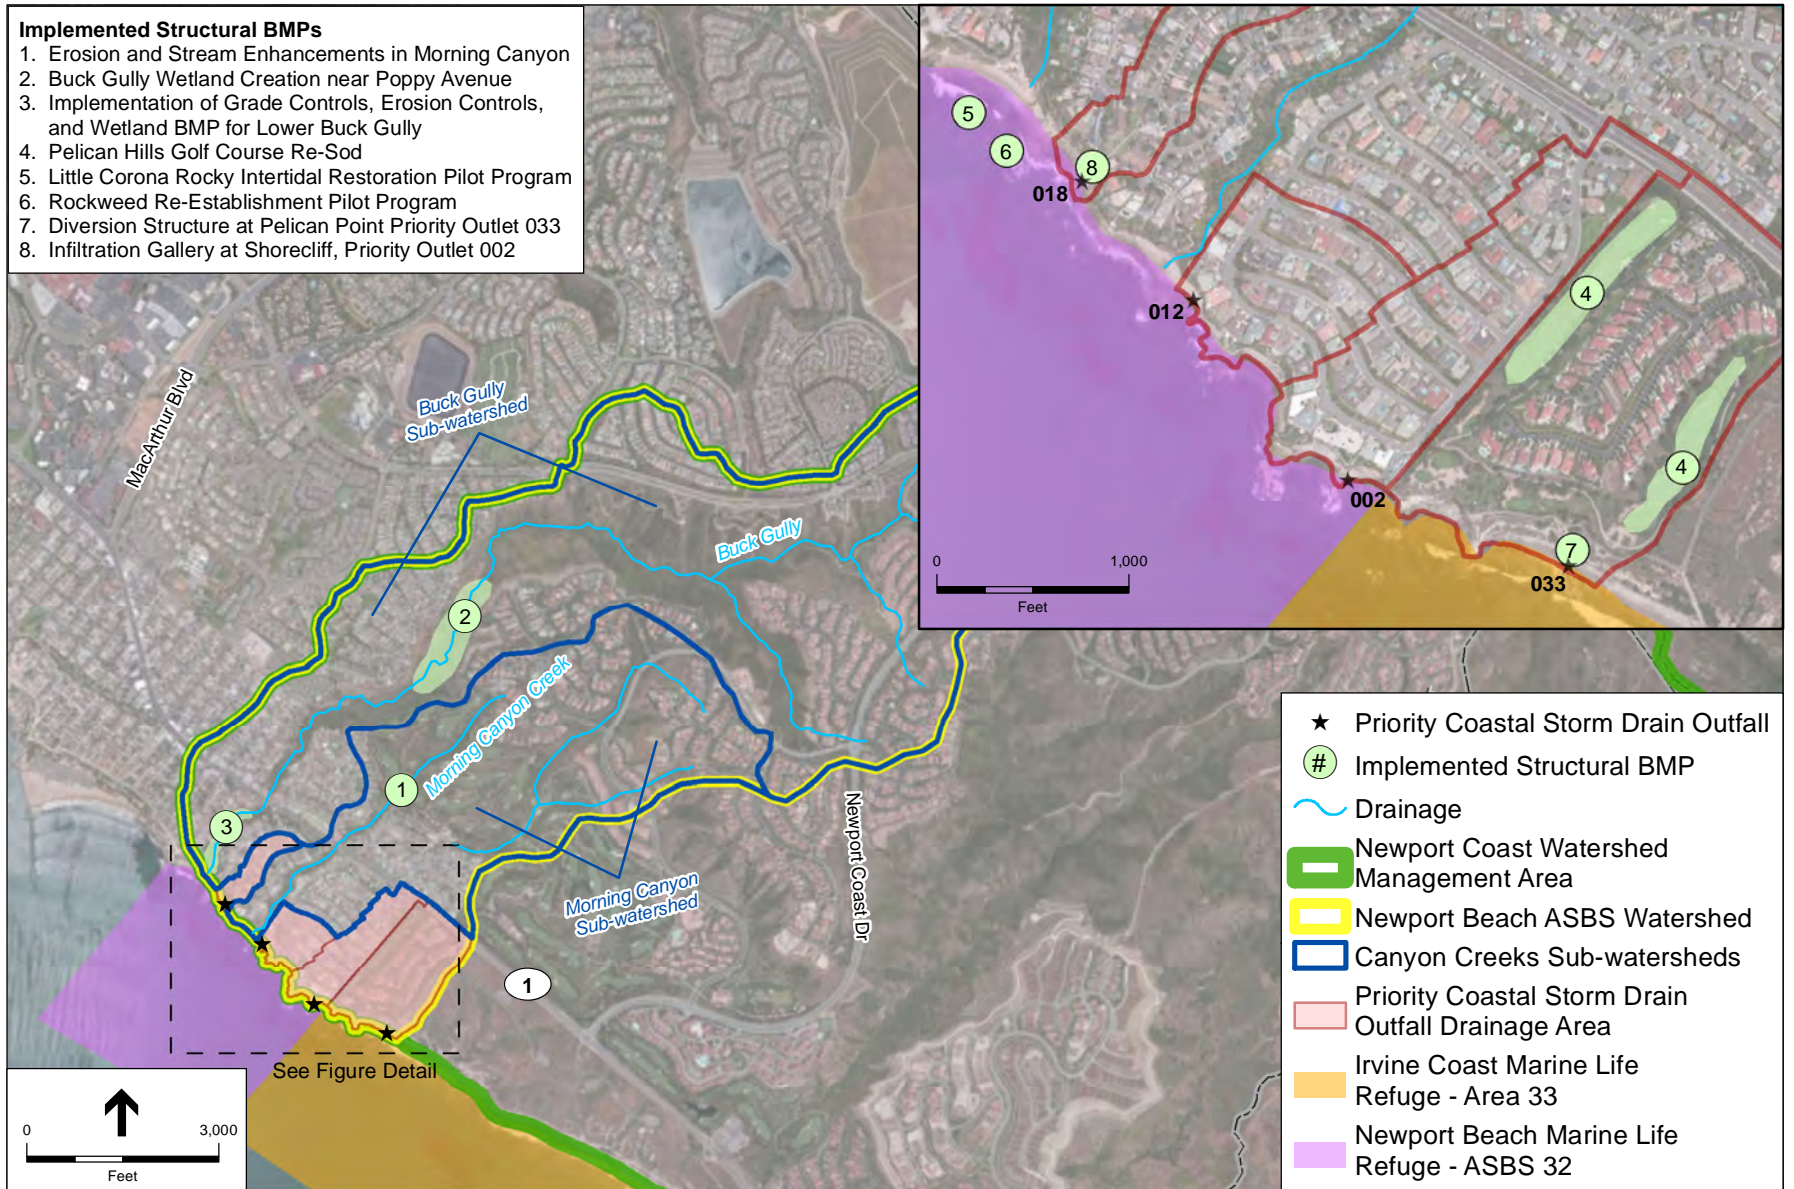 Implemented Structural BMPs
1. Erosion and Stream Enhancements in Morning Canyon
2. Buck Gully Wetland Creation near Poppy Avenue
3. Implementation of Grade Controls, Erosion Controls,
and Wetland BMP for Lower Buck Gully
4. Pelican Hills Golf Course Re-Sod
5. Little Corona Rocky Intertidal Restoration Pilot Program
6. Rockweed Re-Establishment Pilot Program
7. Diversion Structure at Pelican Point Priority Outlet 033
8. Infiltration Gallery at Shorecliff, Priority Outlet 002
5
6
8
018
012
4
4
002
7
033
0 1,000
Feet
MacArthur Blvd
Buck Gully
Sub-watershed
Buck Gully
2
Morning Canyon Creek
1
3
Newport Coast Dr
Morning Canyon
Sub-watershed
1
See Figure Detail
0 3,000
Feet
Priority Coastal Storm Drain Outfall
# Implemented Structural BMP
Drainage
Newport Coast Watershed
Management Area
Newport Beach ASBS Watershed
Canyon Creeks Sub-watersheds
Priority Coastal Storm Drain
Outfall Drainage Area
Irvine Coast Marine Life
Refuge - Area 33
Newport Beach Marine Life
Refuge - ASBS 32